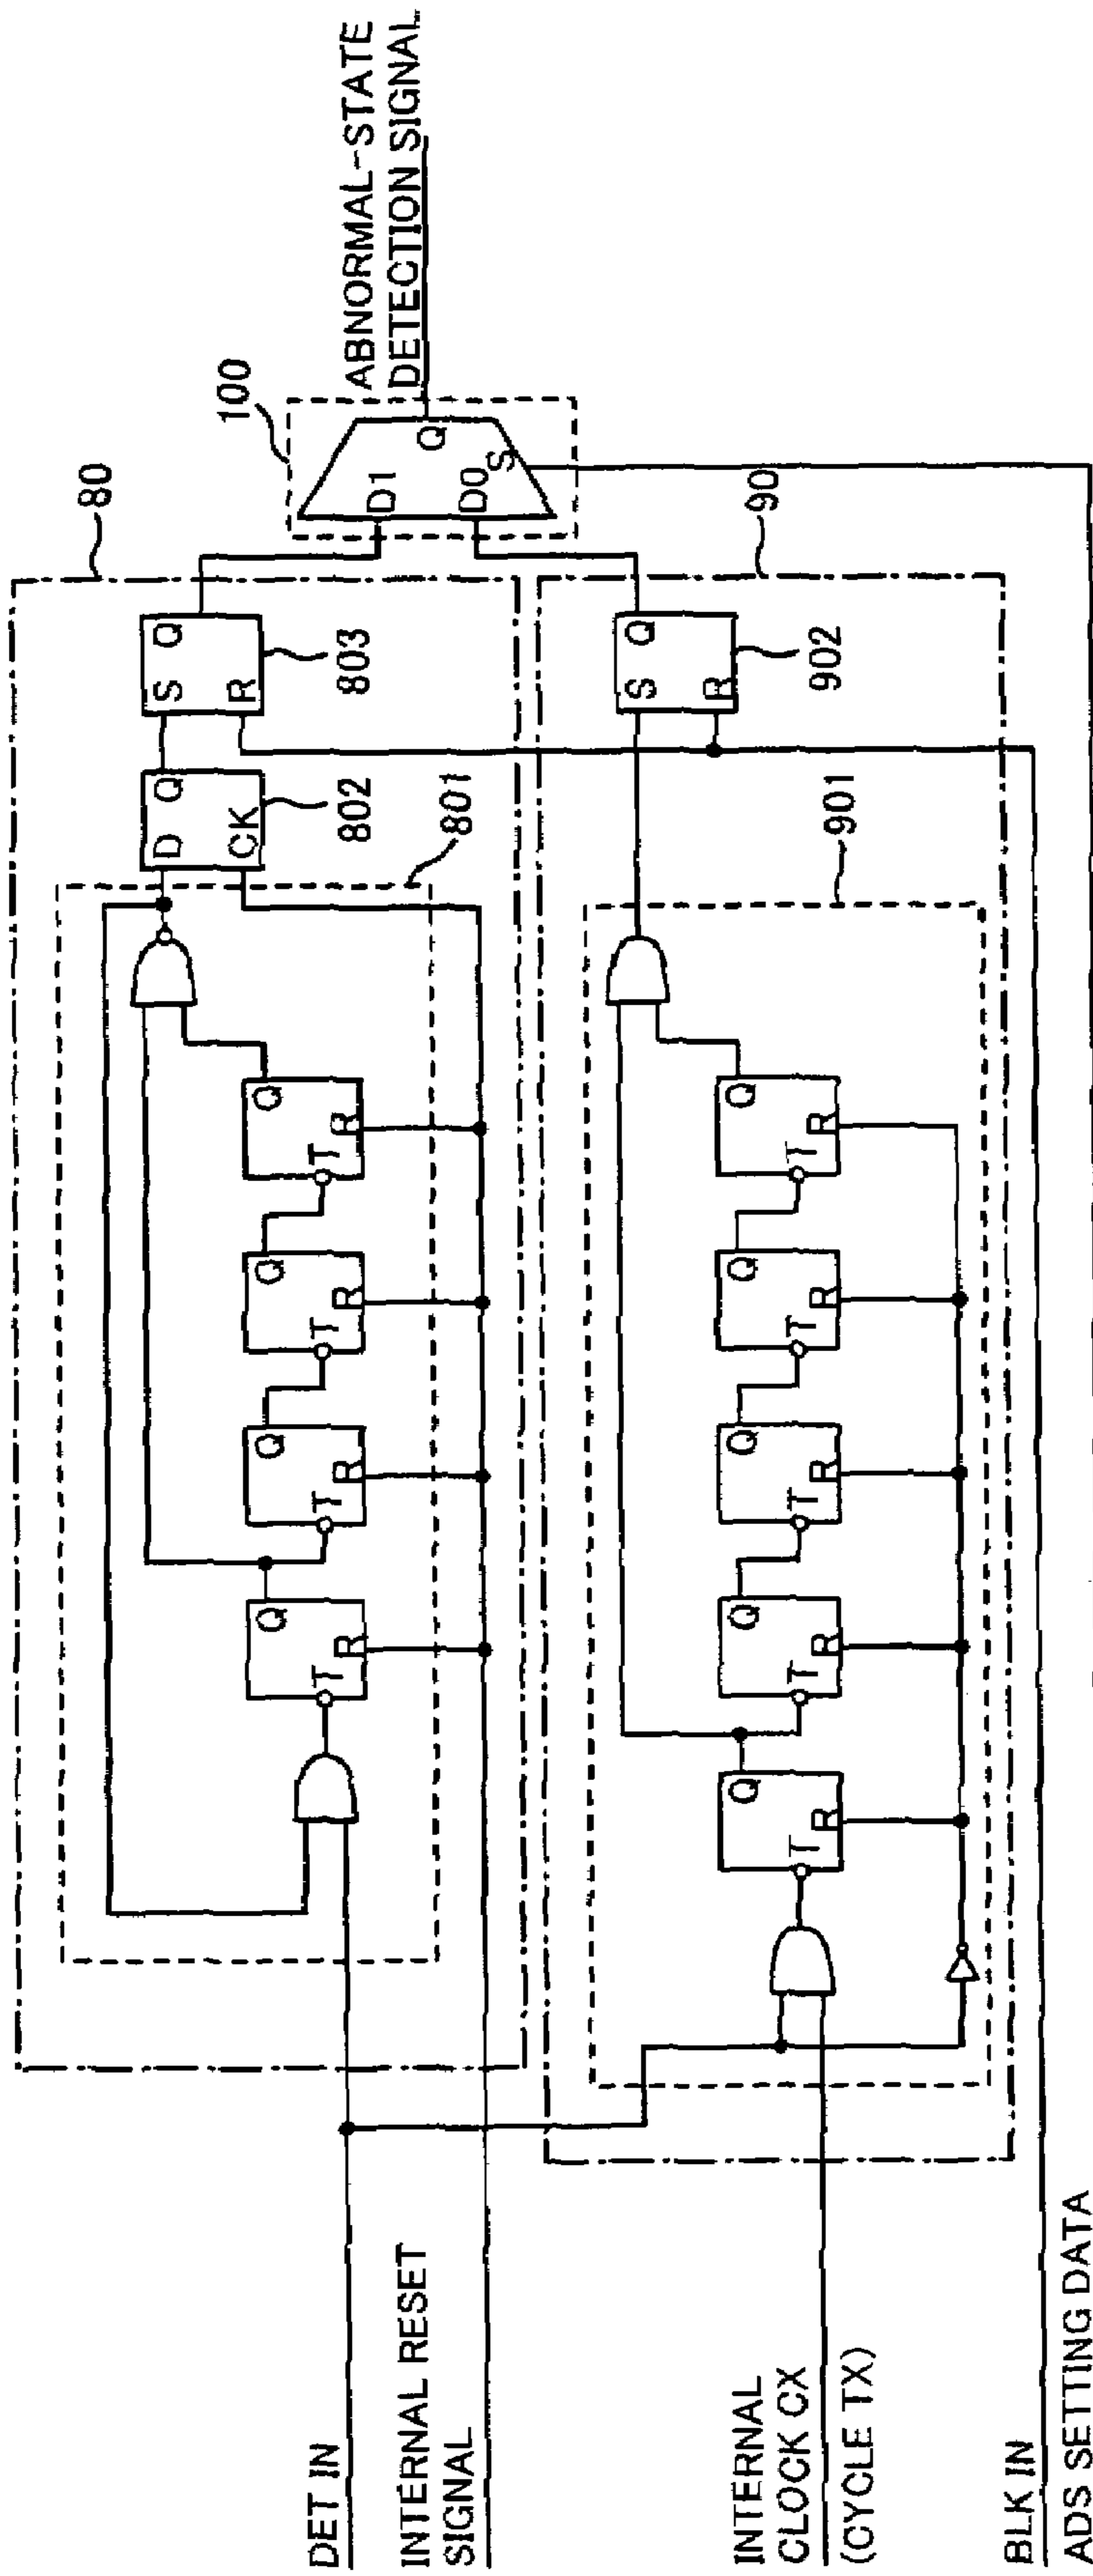 DET IN
INTERNAL RESET
SIGNAL
INTERNAL
CLOCK CX
(CYCLE TX)
BLK IN
ADS SETTING DATA
80
801
T
Q
R
T
Q
R
T
Q
R
T
Q
R
D
Q
CK
802
S
Q
R
803
90
901
T
Q
R
T
Q
R
T
Q
R
T
Q
R
T
Q
R
S
Q
R
902
100
D1
D0
Q
S
ABNORMAL-STATE
DETECTION SIGNAL